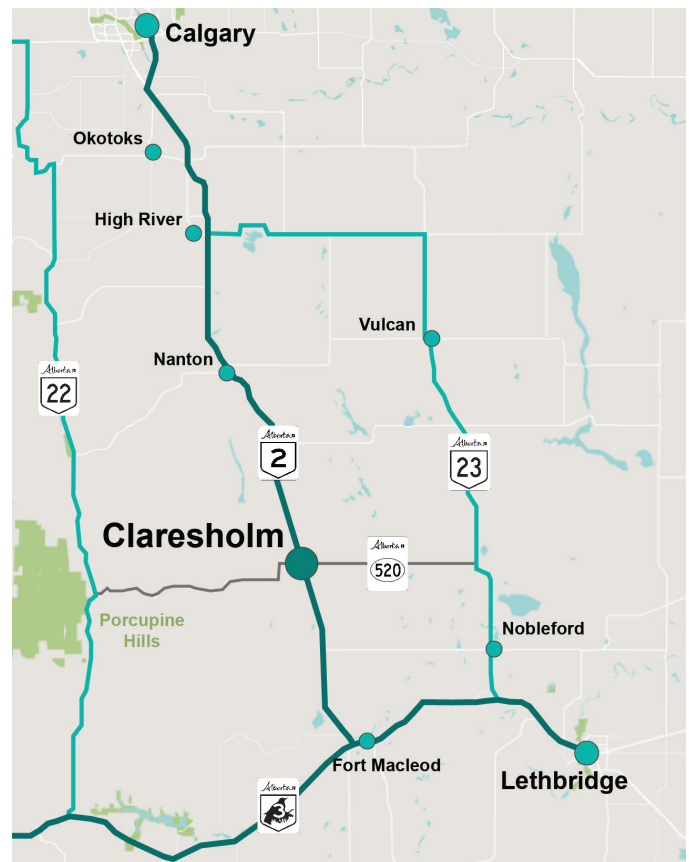 Calgary
Okotoks
High River
Vulcan
Nanton
Alberta
22
Alberta
2
Alberta
23
Claresholm
Alberta
520
Porcupine
Hills
Nobleford
Fort Macleod
Lethbridge
Alberta
3